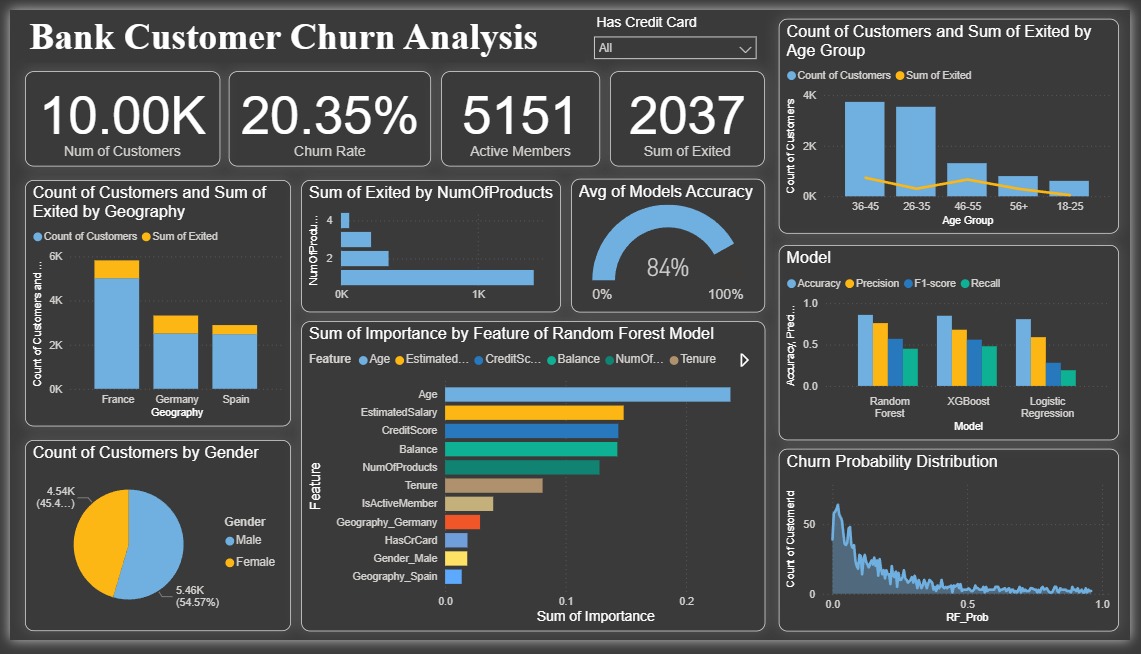 Bank Customer Churn Analysis
Has Credit Card
All
10.00K
Num of Customers
20.35%
Churn Rate
5151
Active Members
2037
Sum of Exited
Count of Customers and Sum of Exited by
Age Group
Count of Customers
Sum of Exited
Count of Customers
4K
2K
0K
36-45
26-35
46-55
56+
18-25
Age Group
Count of Customers and Sum of
Exited by Geography
Count of Customers
Sum of Exited
Count of Customers and ...
6K
4K
2K
0K
France
Germany
Spain
Geography
Sum of Exited by NumOfProducts
NumOfProdu...
4
2
0K
1K
Avg of Models Accuracy
84%
0%
100%
Model
Accuracy
Precision
F1-score
Recall
Accuracy, Pred...
1.0
0.5
0.0
Random
Forest
XGBoost
Logistic
Regression
Model
Sum of Importance by Feature of Random Forest Model
Feature
Age
Estimated...
CreditSc...
Balance
NumOf...
Tenure
Feature
Age
EstimatedSalary
CreditScore
Balance
NumOfProducts
Tenure
IsActiveMember
Geography_Germany
HasCrCard
Gender_Male
Geography_Spain
0.0
0.1
0.2
Sum of Importance
Count of Customers by Gender
4.54K
(45.4...)
5.46K
(54.57%)
Gender
Male
Female
Churn Probability Distribution
Count of CustomerId
50
0
0.0
0.5
1.0
RF_Prob